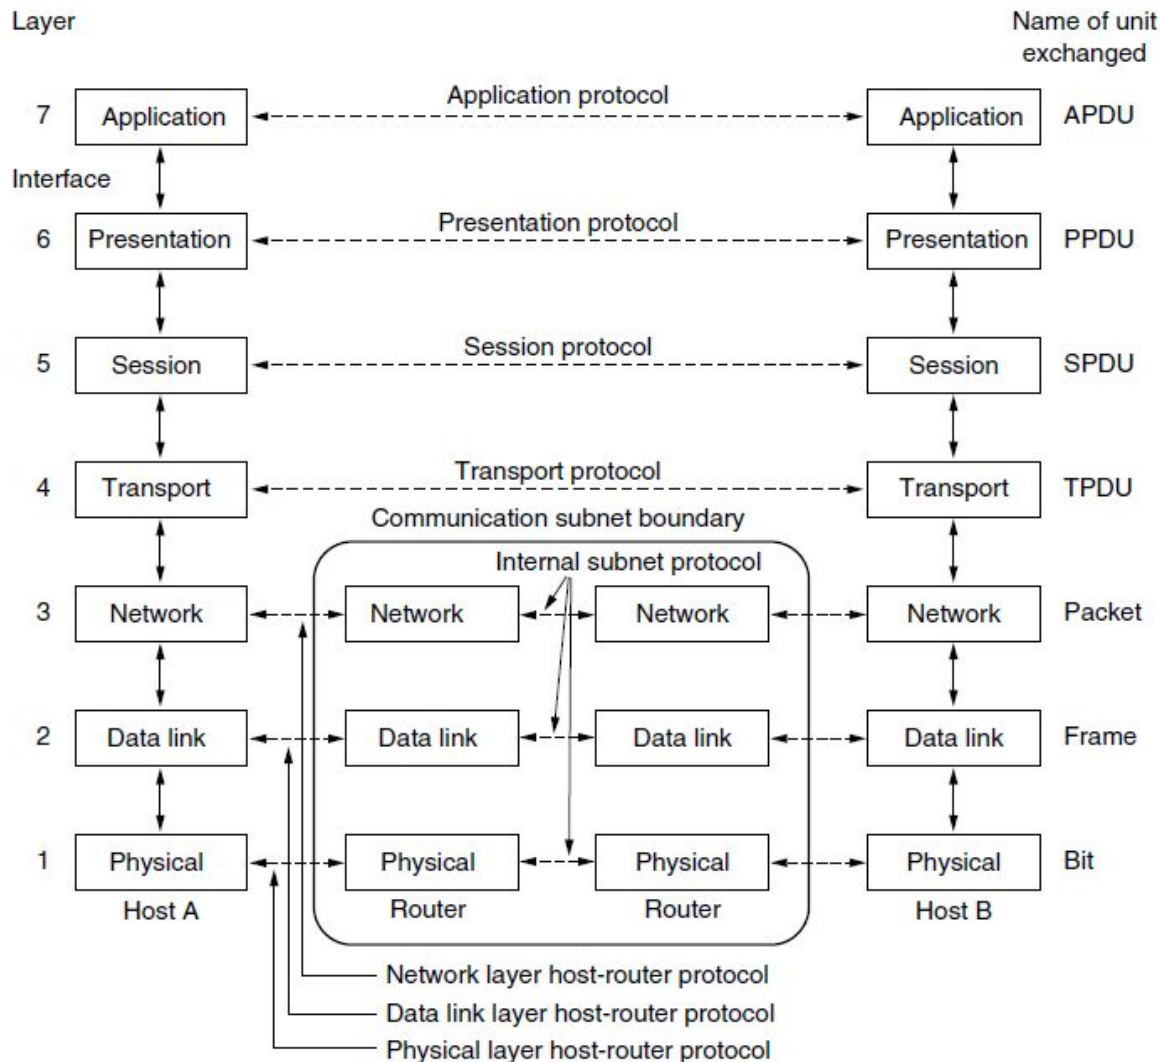 Layer
Name of unit
exchanged
7 Application Application protocol Application APDU
Interface
6 Presentation Presentation protocol Presentation PPDU
5 Session Session protocol Session SPDU
4 Transport Transport protocol Transport TPDU
Communication subnet boundary
Internal subnet protocol
3 Network Network Network Network Packet
2 Data link Data link Data link Data link Frame
1 Physical Physical Physical Physical Bit
Host A Router Router Host B
Network layer host-router protocol
Data link layer host-router protocol
Physical layer host-router protocol